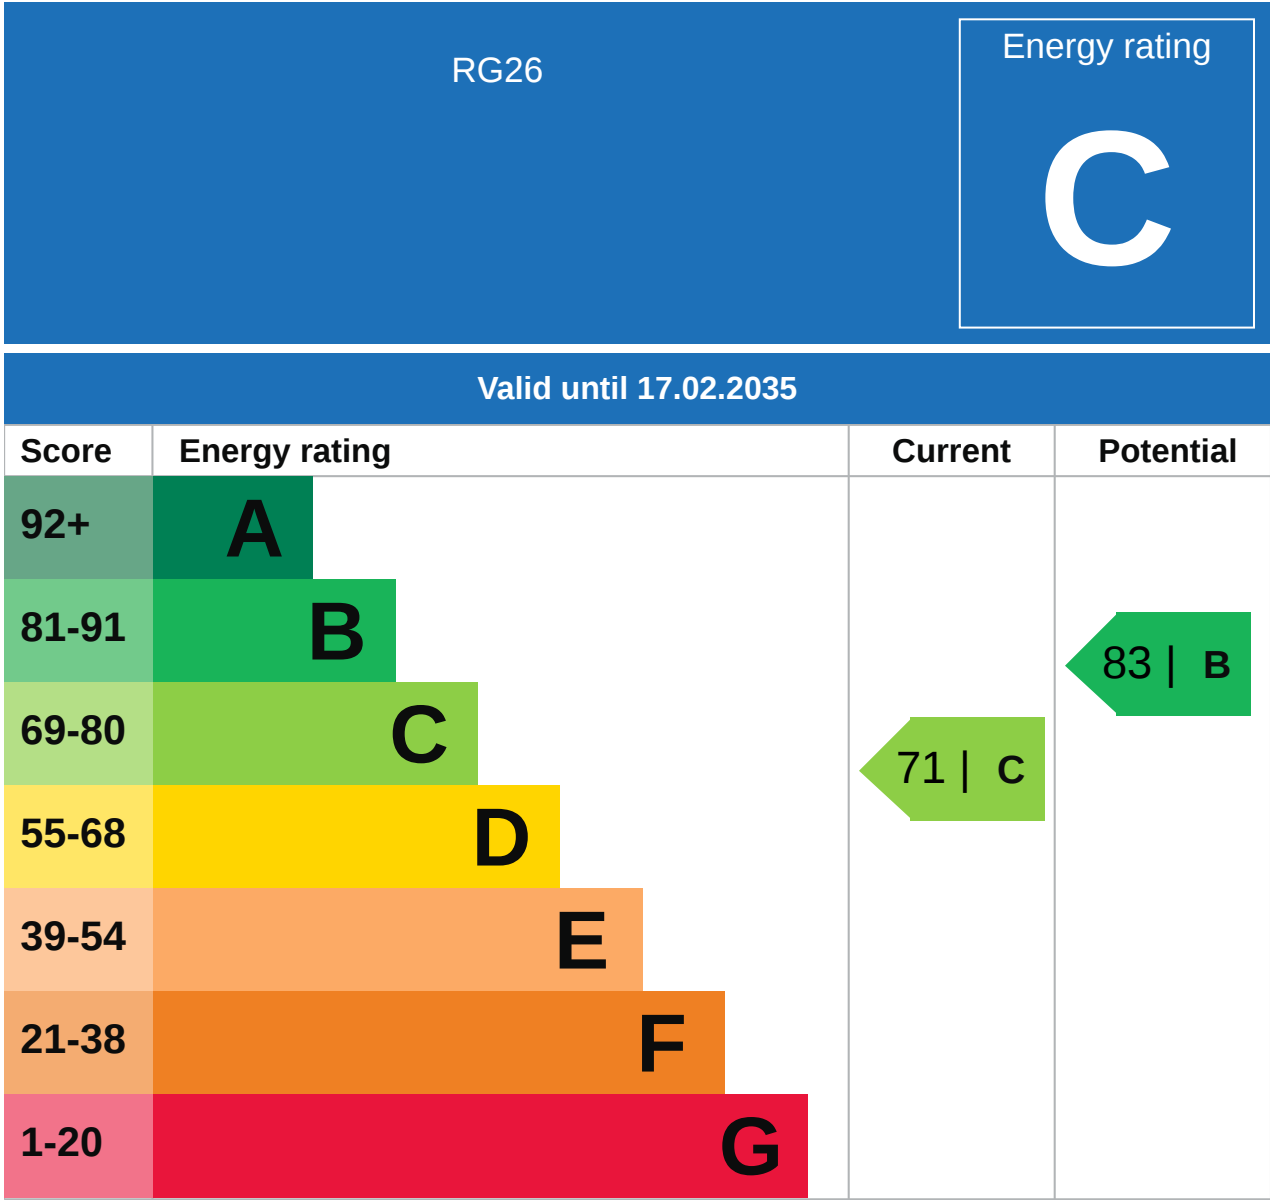 RG26
Energy rating
C
Valid until 17.02.2035
Score Energy rating Current Potential
92+ A
81-91 B
83 | B
69-80 C
71 | C
55-68 D
39-54 E
21-38 F
1-20 G